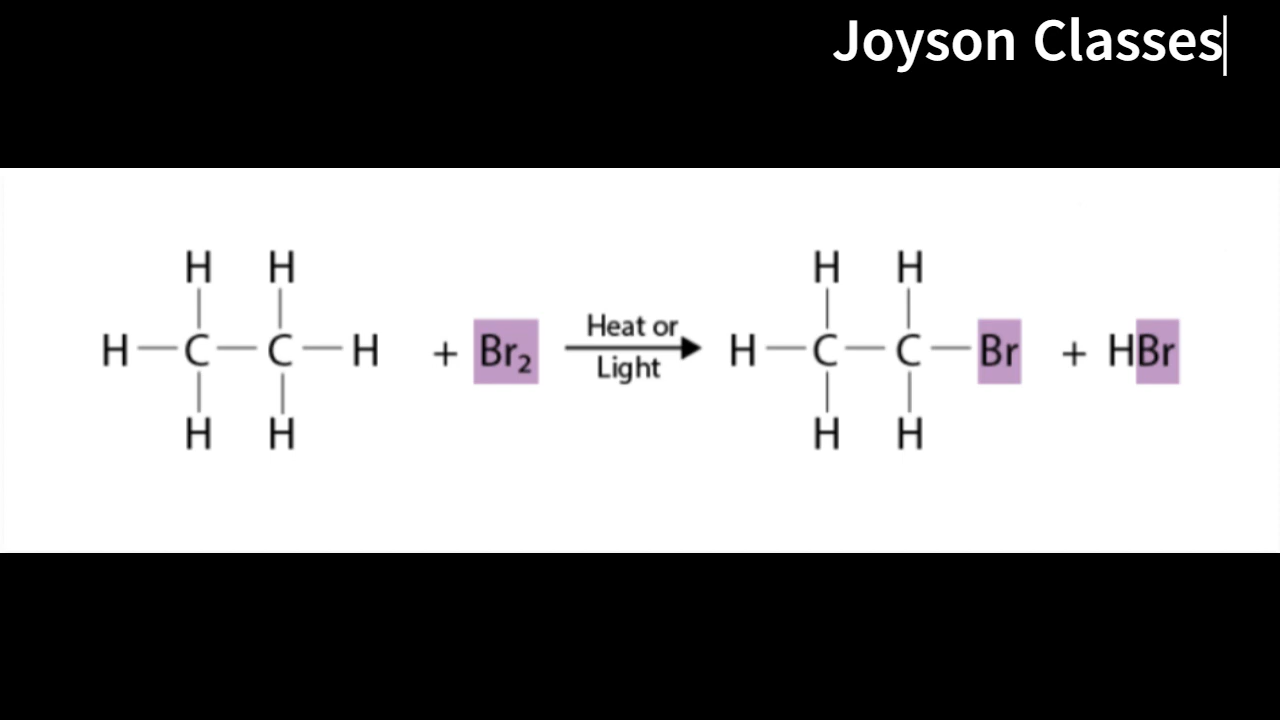 Joyson Classes
H H
H C C H + Br₂ Heat or H C C Br + HBr
Light
H H
H H
H H